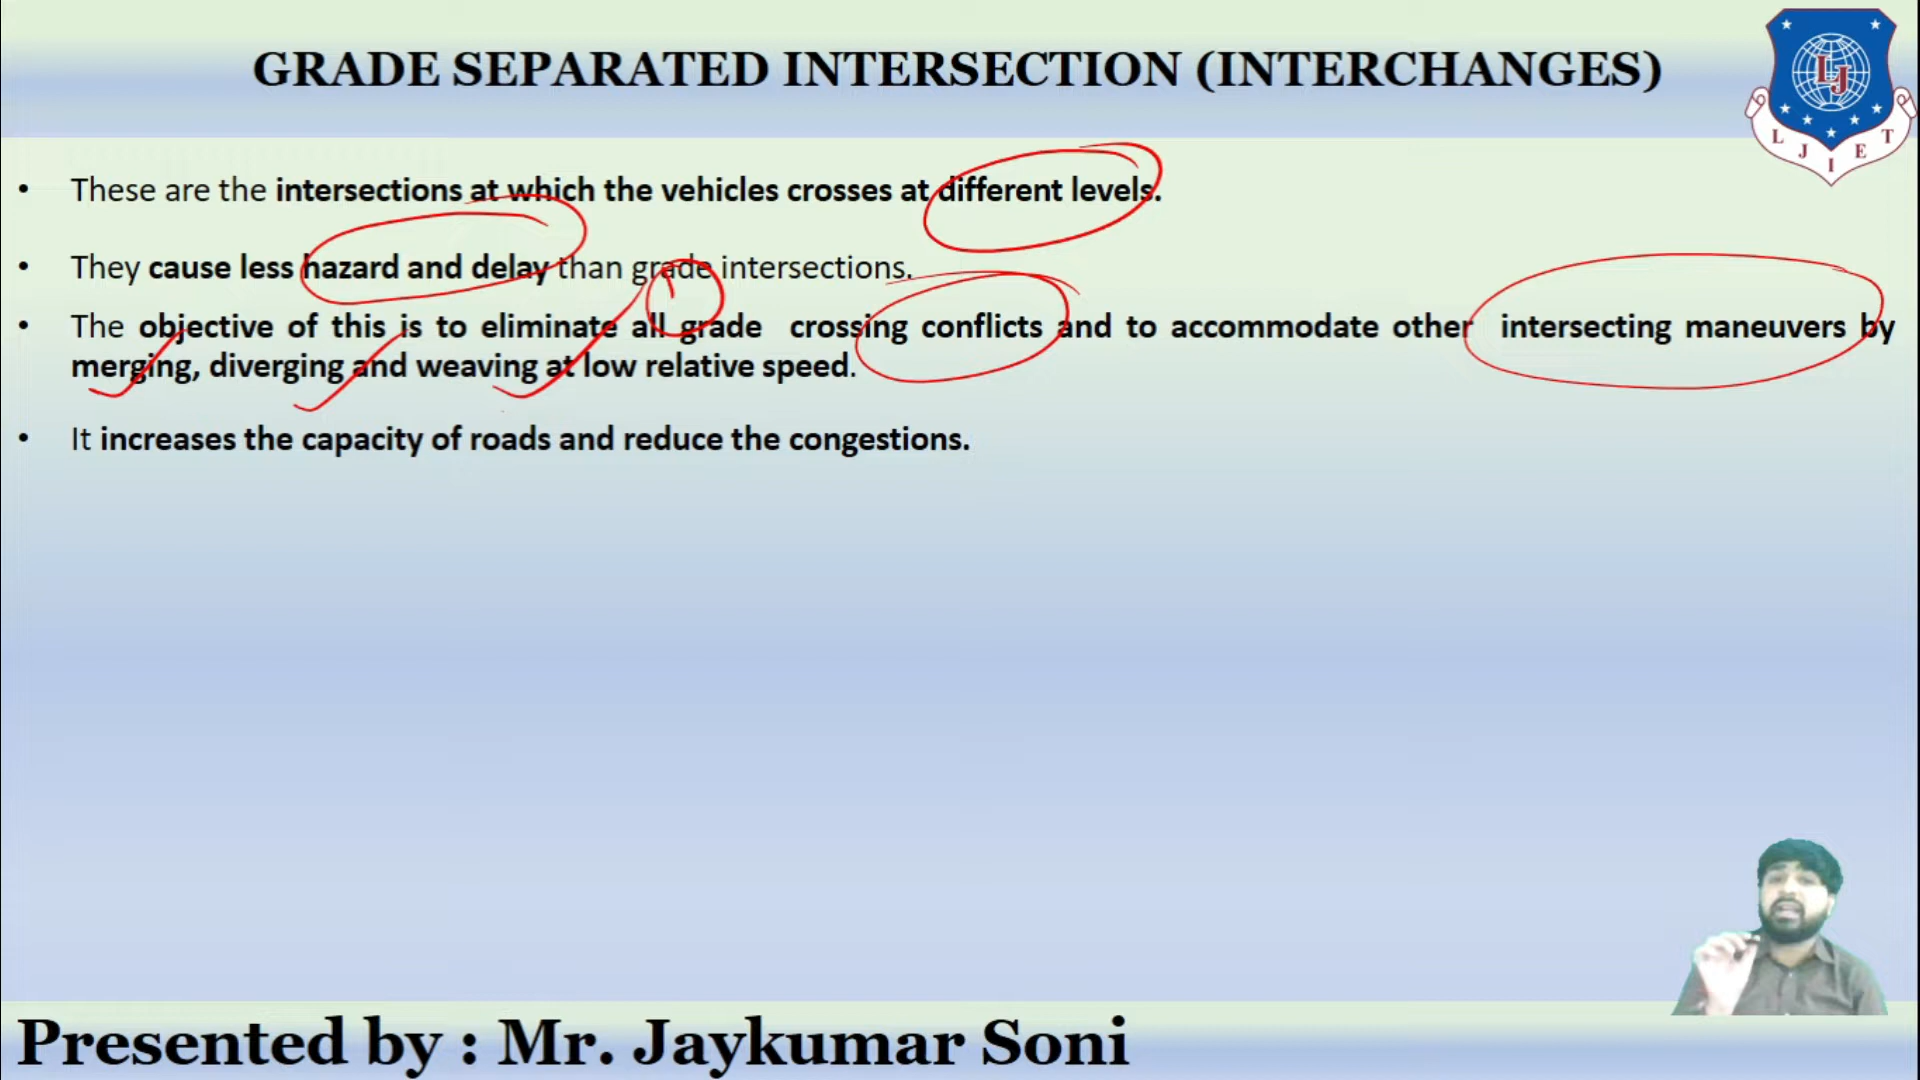 GRADE SEPARATED INTERSECTION (INTERCHANGES)
L J
L J I E T
• These are the intersections at which the vehicles crosses at different levels.
• They cause less hazard and delay than grade intersections.
• The objective of this is to eliminate all grade crossing conflicts and to accommodate other intersecting maneuvers by
merging, diverging and weaving at low relative speed.
• It increases the capacity of roads and reduce the congestions.
Presented by : Mr. Jaykumar Soni